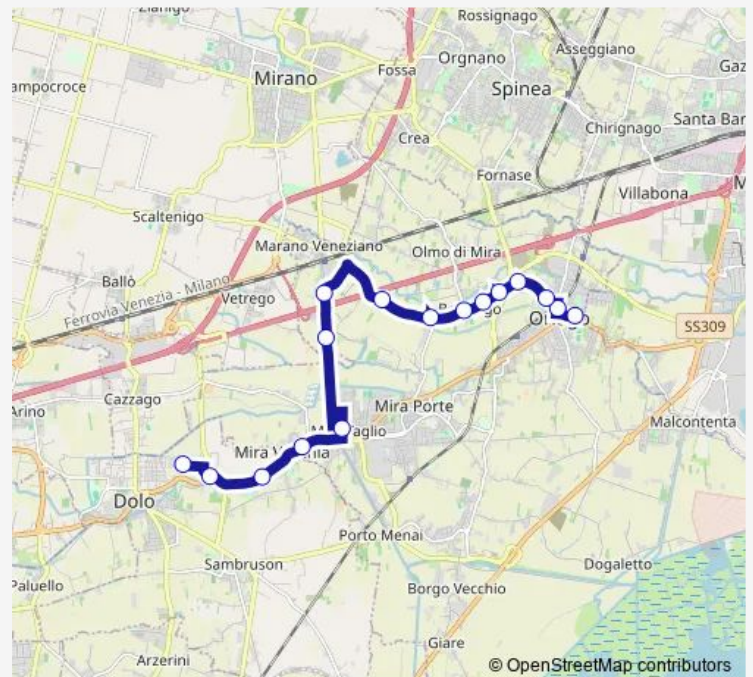 Zianigo
Rossignago
Orgnano
Asseggiano
Fossa
Mirano
Spinea
Santa Bar
Crea
Chirignago
Fornase
Villabona
Scaltenigo
Marano Veneziano
Olmo di Mira
Ballò
Ferrovia Venezia - Milano
Vetrego
SS309
Arino
Cazzago
Mira Porte
Malcontenta
Dolo
Porto Menai
Sambruson
Dogaletto
Paluello
Borgo Vecchio
Giare
Arzerini
© OpenStreetMap contributors